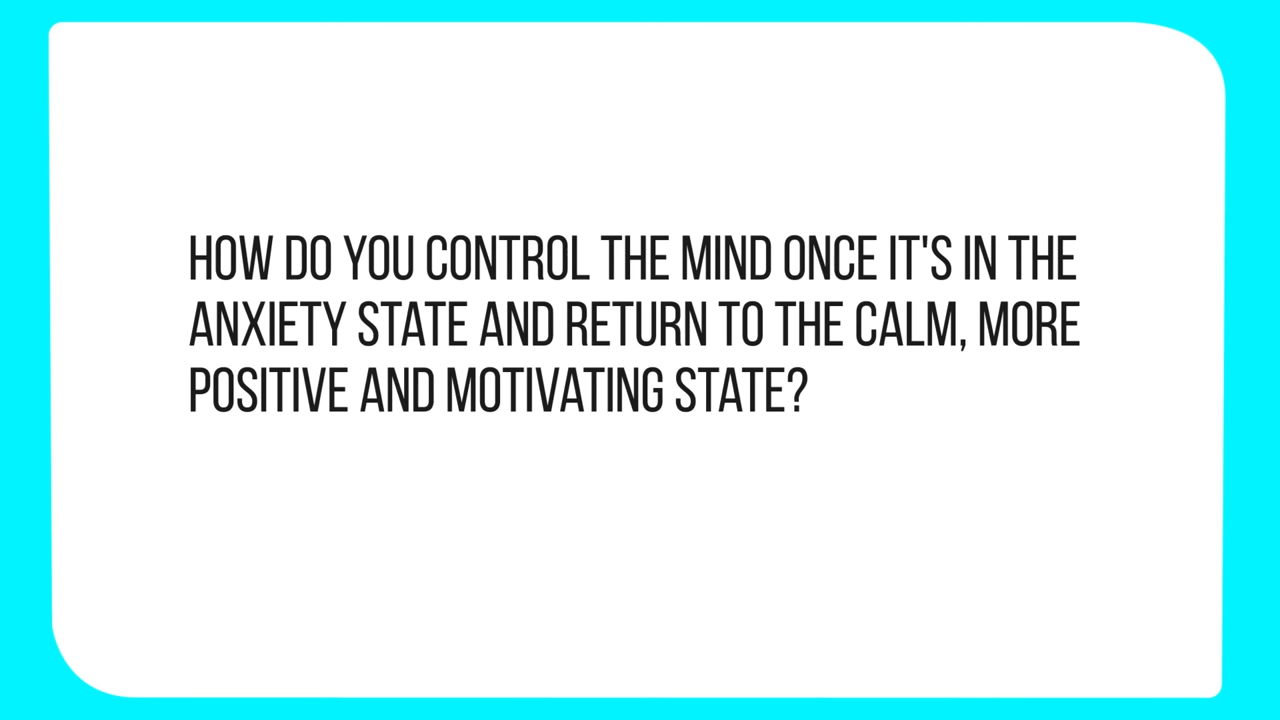 HOW DO YOU CONTROL THE MIND ONCE IT'S IN THE
ANXIETY STATE AND RETURN TO THE CALM, MORE
POSITIVE AND MOTIVATING STATE?